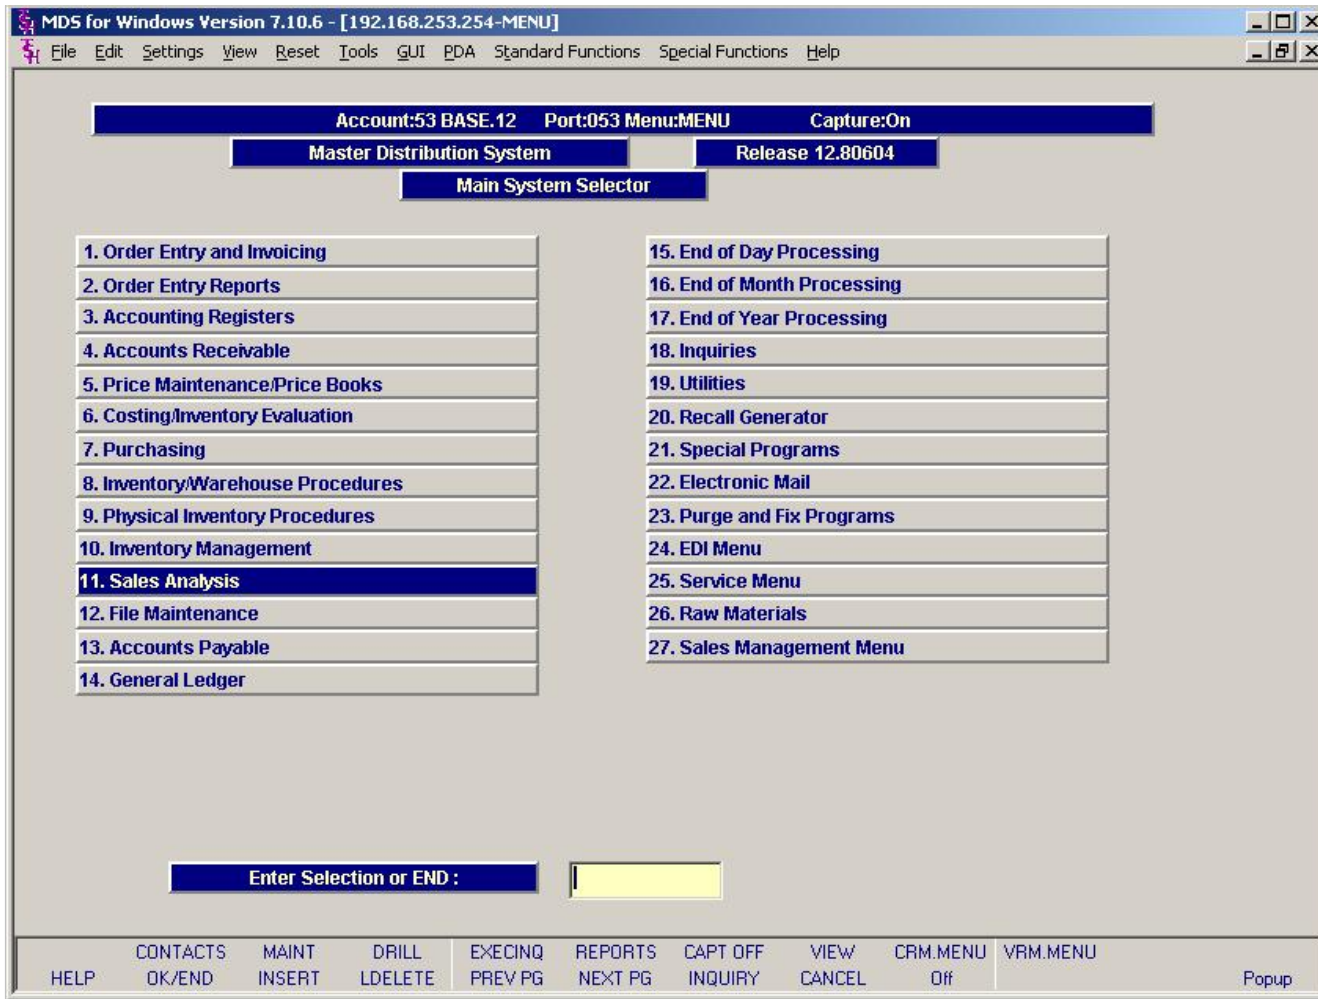 MDS for Windows Version 7.10.6 - [192.168.253.254-MENU]
File Edit Settings View Reset Tools GUI PDA Standard Functions Special Functions Help
Account:53 BASE.12 Port:053 Menu:MENU Capture:On
Master Distribution System Release 12.80604
Main System Selector
1. Order Entry and Invoicing
2. Order Entry Reports
3. Accounting Registers
4. Accounts Receivable
5. Price Maintenance/Price Books
6. Costing/Inventory Evaluation
7. Purchasing
8. Inventory/Warehouse Procedures
9. Physical Inventory Procedures
10. Inventory Management
11. Sales Analysis
12. File Maintenance
13. Accounts Payable
14. General Ledger
15. End of Day Processing
16. End of Month Processing
17. End of Year Processing
18. Inquiries
19. Utilities
20. Recall Generator
21. Special Programs
22. Electronic Mail
23. Purge and Fix Programs
24. EDI Menu
25. Service Menu
26. Raw Materials
27. Sales Management Menu
Enter Selection or END :
CONTACTS MAINT DRILL EXECINQ REPORTS CAPT OFF VIEW CRM.MENU VRM.MENU
HELP OK/END INSERT LDELETE PREV PG NEXT PG INQUIRY CANCEL Off Popup